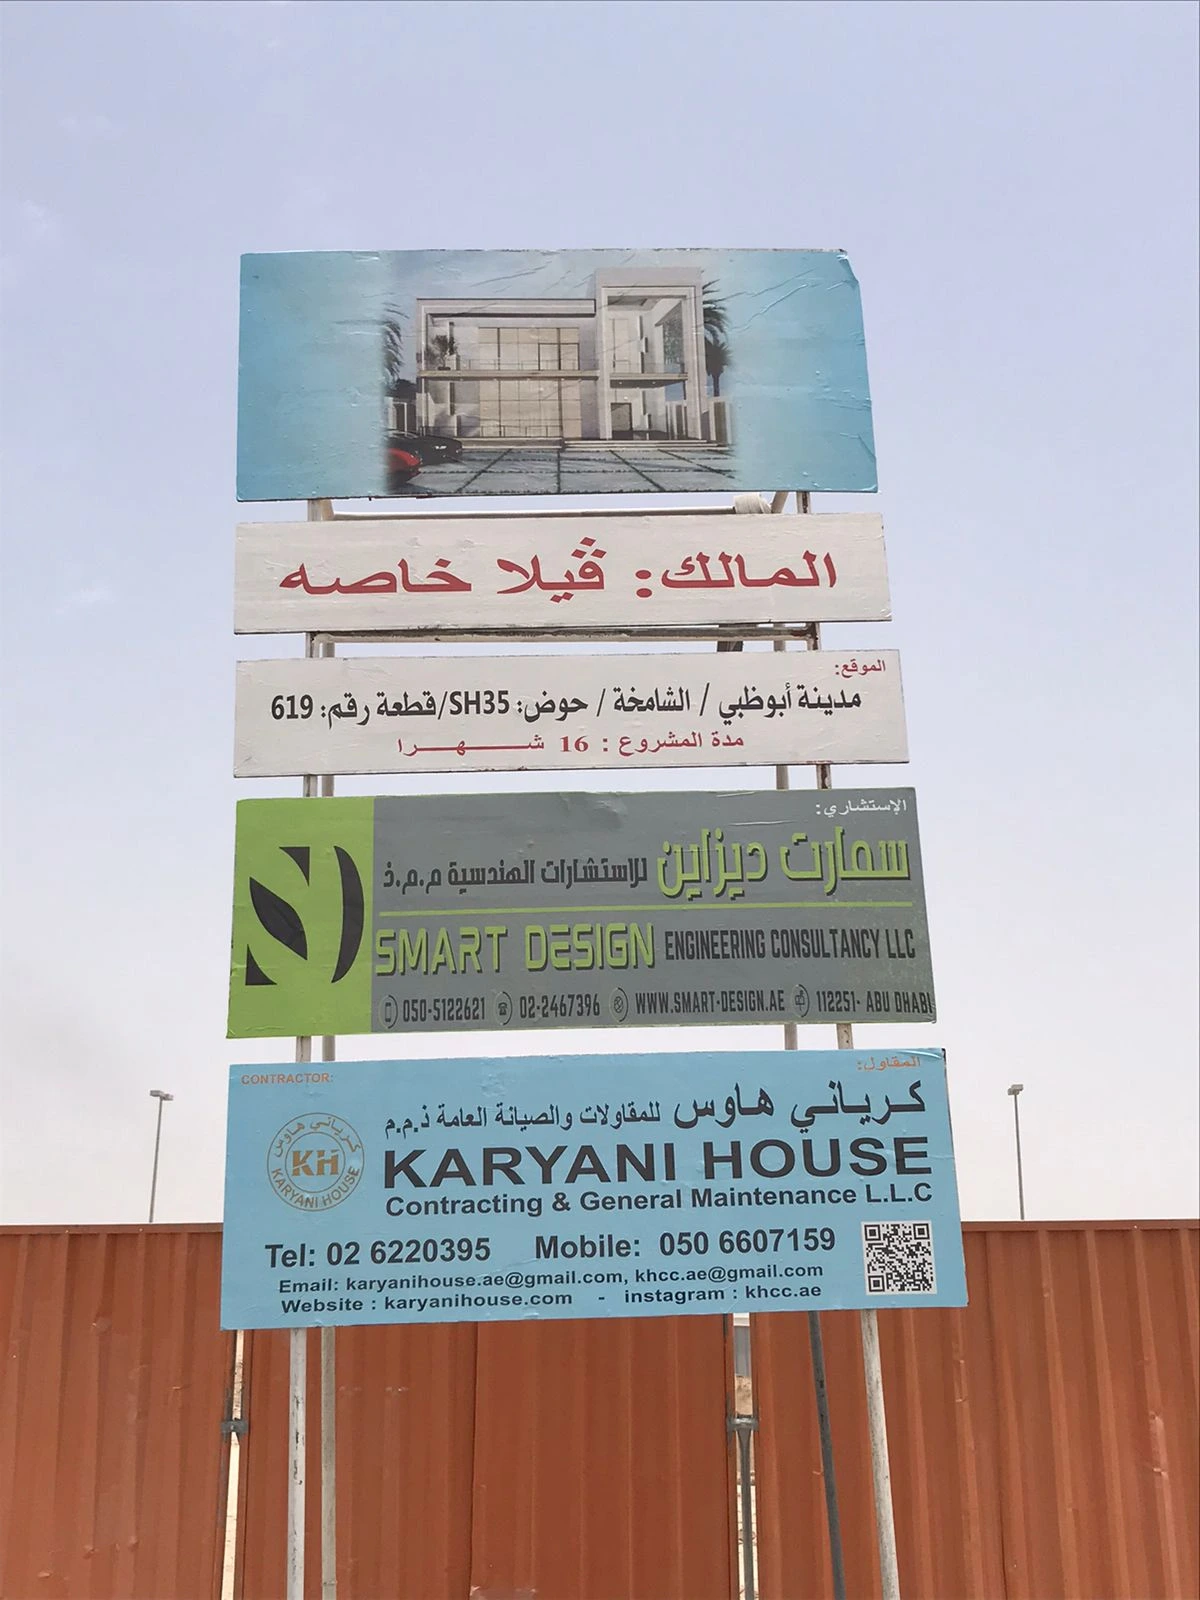 المالك: ڤيلا خاصه
الموقع:
مدينة أبوظبي / الشامخة / حوض: SH35/قطعة رقم: 619
مدة المشروع : 16 شهرا
الإستشاري:
سمارت ديزاين للاستشارات الهندسية م.م.ذ
SMART DESIGN ENGINEERING CONSULTANCY LLC
050-5122621 02-2467396 WWW.SMART-DESIGN.AE 112251- ABU DHABI
CONTRACTOR: المقاول:
كرياني هاوس للمقاولات والصيانة العامة ذ.م.م
كرياني هاوس
KH
KARYANI HOUSE
KARYANI HOUSE
Contracting & General Maintenance L.L.C
Tel: 02 6220395 Mobile: 050 6607159
Email: karyanihouse.ae@gmail.com, khcc.ae@gmail.com
Website : karyanihouse.com - instagram : khcc.ae